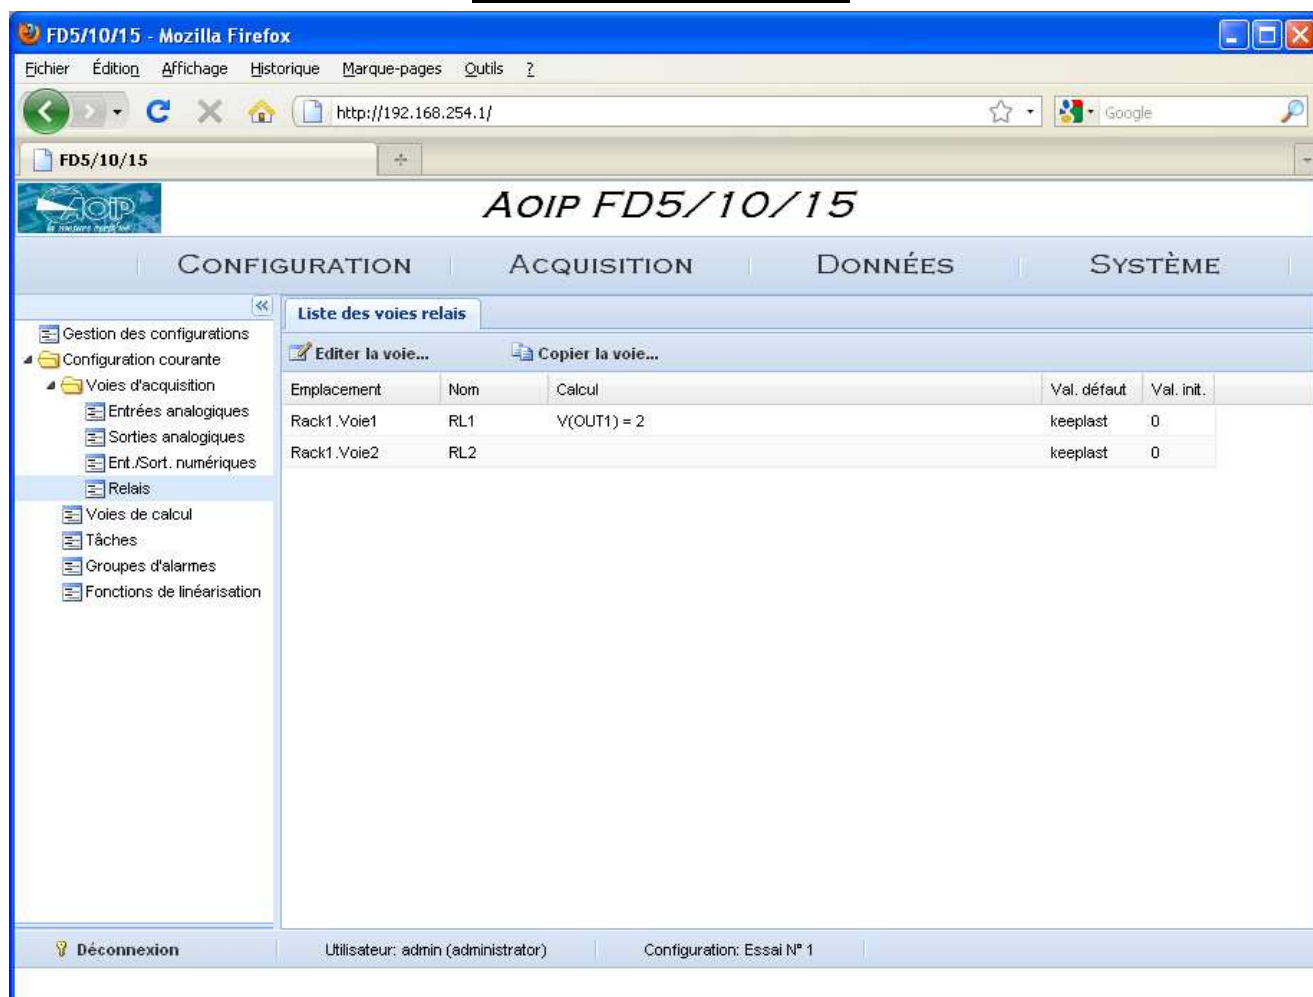 FD5/10/15 - Mozilla Firefox
Fichier Édition Affichage Historique Marque-pages Outils ?
http://192.168.254.1/ Google
FD5/10/15
AOIP
la mesure
AOIP FD5/10/15
CONFIGURATION ACQUISITION DONNÉES SYSTÈME
Gestion des configurations
Configuration courante
Voies d'acquisition
Entrées analogiques
Sorties analogiques
Ent./Sort. numériques
Relais
Voies de calcul
Tâches
Groupes d'alarmes
Fonctions de linéarisation
Liste des voies relais
Editer la voie... Copier la voie...
Emplacement Nom Calcul Val. défaut Val. init.
Rack1.Voie1 RL1 V(OUT1) = 2 keeplast 0
Rack1.Voie2 RL2 keeplast 0
Déconnexion Utilisateur: admin (administrator) Configuration: Essai N° 1